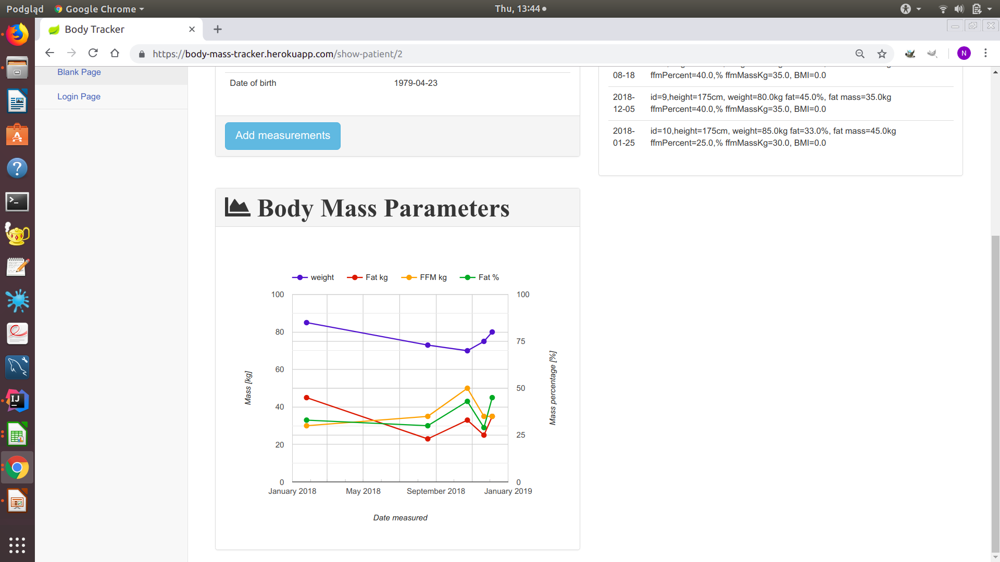 Podgląd
Google Chrome
Thu, 13:44
Body Tracker
https://body-mass-tracker.herokuapp.com/show-patient/2
N
Blank Page
Login Page
Date of birth 1979-04-23
Add measurements
08-18 ffmPercent=40.0,% ffmMassKg=35.0, BMI=0.0
2018- id=9,height=175cm, weight=80.0kg fat=45.0%, fat mass=35.0kg
12-05 ffmPercent=40.0,% ffmMassKg=35.0, BMI=0.0
2018- id=10,height=175cm, weight=85.0kg fat=33.0%, fat mass=45.0kg
01-25 ffmPercent=25.0,% ffmMassKg=30.0, BMI=0.0
Body Mass Parameters
weight Fat kg FFM kg Fat %
100 100
80
75
60
50
40
25
20
0 0
Mass [kg]
Mass percentage [%]
January 2018 May 2018 September 2018 January 2019
Date measured
IJ